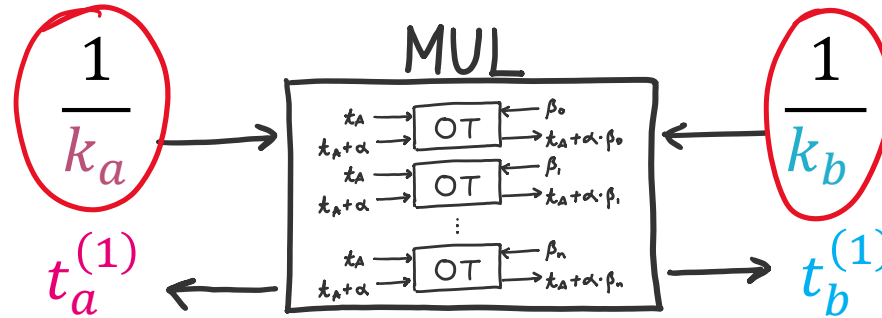 MUL
1
k_a
t_a^(1)
t_A
β_0
OT
t_A+α
t_A+α·β_0
t_A
β_1
OT
t_A+α
t_A+α·β_1
⋮
t_A
β_n
OT
t_A+α
t_A+α·β_n
1
k_b
t_b^(1)